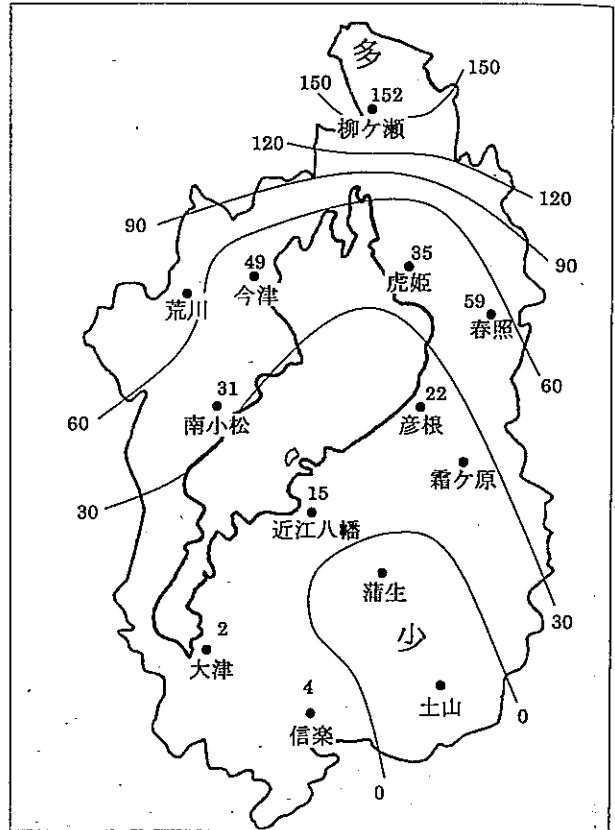 多
150
150
152
柳ケ瀬
120
120
90
90
35
虎姫
49
今津
荒川
59
春照
60
60
31
南小松
22
彦根
霜ケ原
30
15
近江八幡
蒲生
30
少
2
大津
土山
4
信楽
0
0